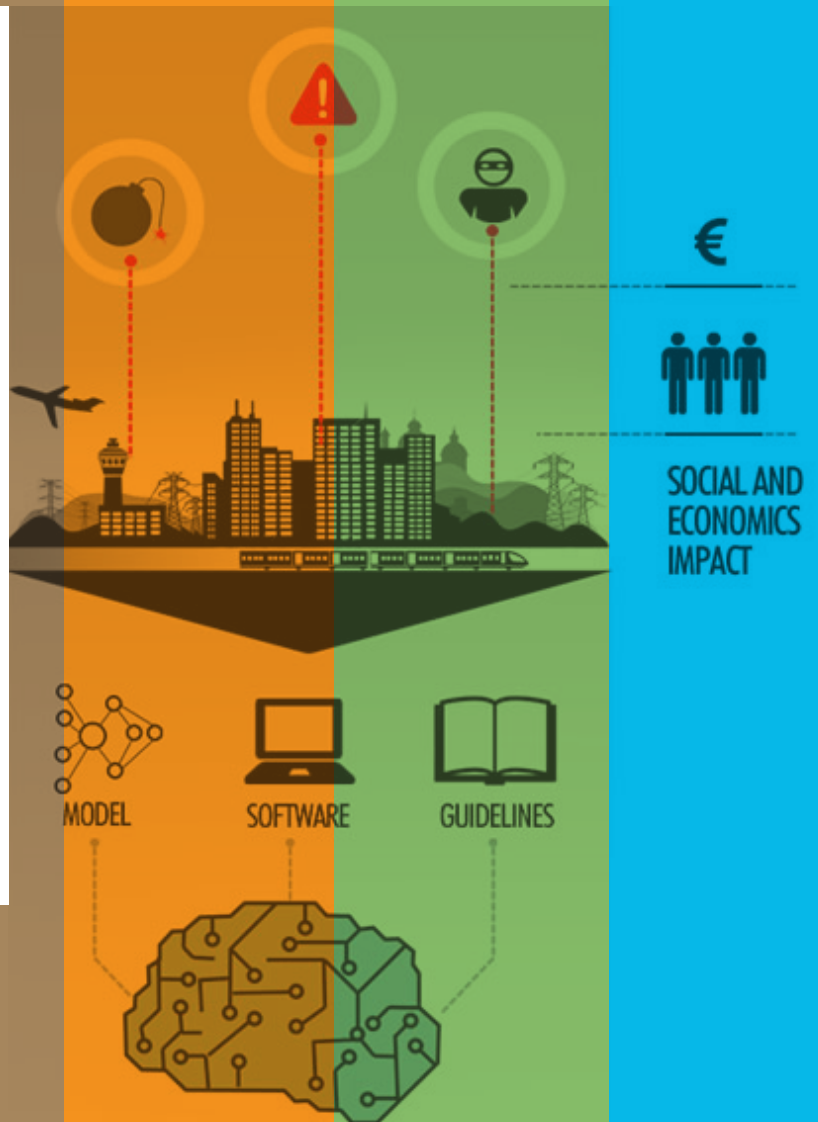 €
SOCIAL AND
ECONOMICS
IMPACT
MODEL
SOFTWARE
GUIDELINES